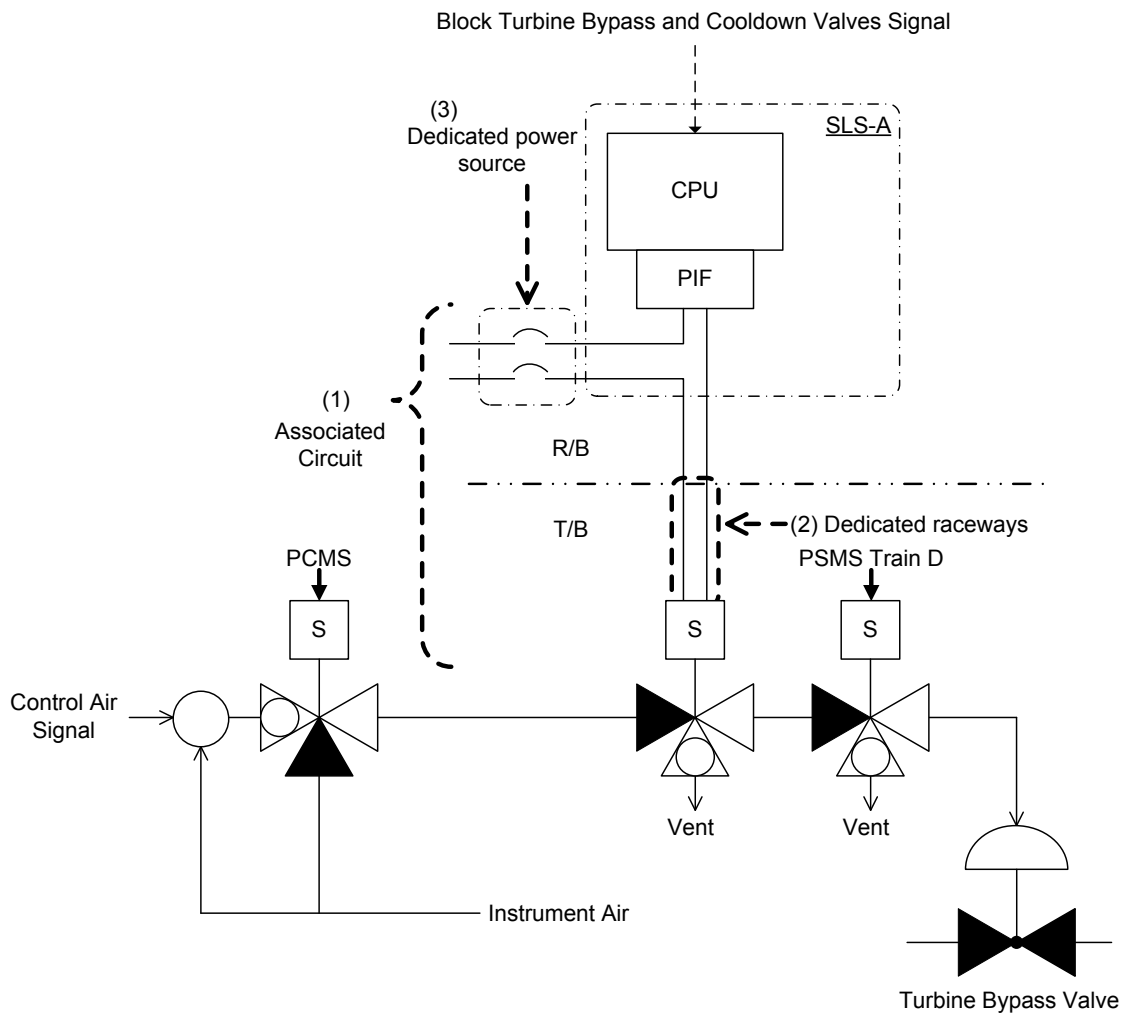 Block Turbine Bypass and Cooldown Valves Signal
(3)
Dedicated power
source
SLS-A
CPU
PIF
(1)
Associated
Circuit
R/B
T/B
(2) Dedicated raceways
PCMS
PSMS Train D
S
S
S
Control Air
Signal
Vent
Vent
Instrument Air
Turbine Bypass Valve